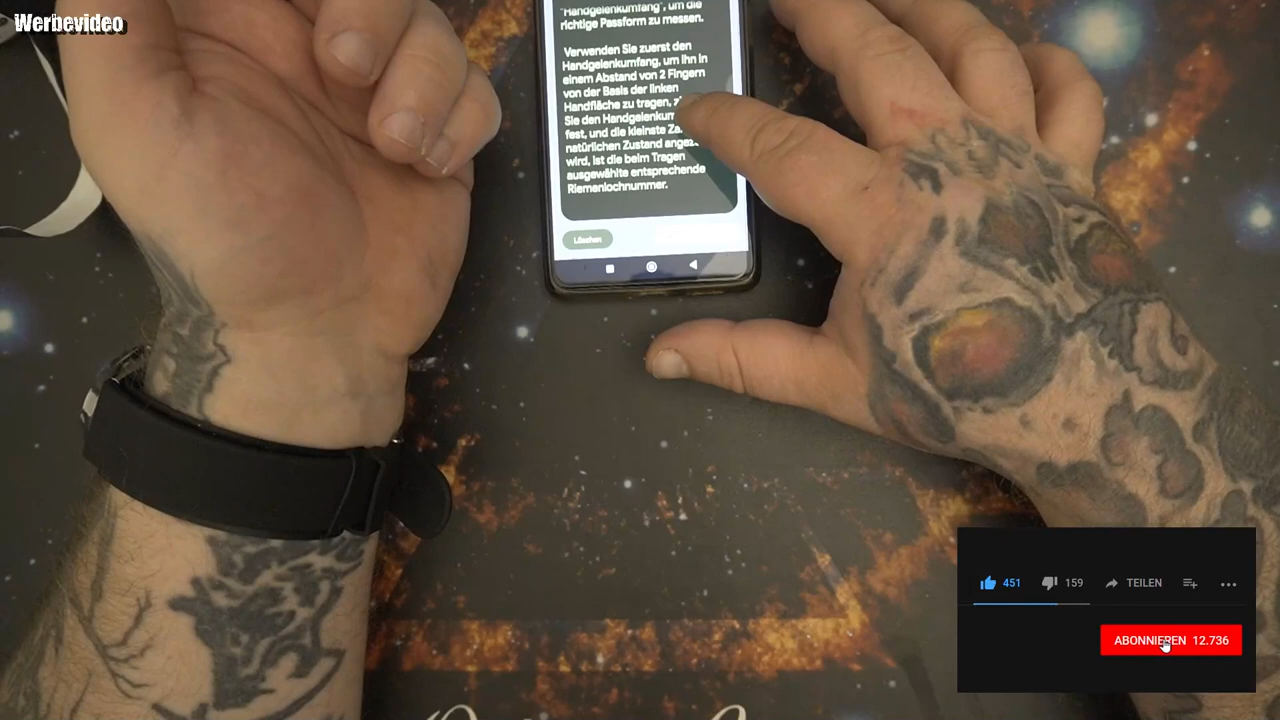 Werbevideo
"Handgelenkumfang", um die
richtige Passform zu messen.
Verwenden Sie zuerst den
Handgelenkumfang, um ihn in
einem Abstand von 2 Fingern
von der Basis der linken
Handfläche zu tragen,
Sie den Handgelenkum
fest, und die kleinste
natürlichen Zustand
wird, ist die beim Tragen
ausgewählte entsprechende
Riemenlochnummer.
Löschen
451 159 TEILEN
ABONNIEREN 12.736